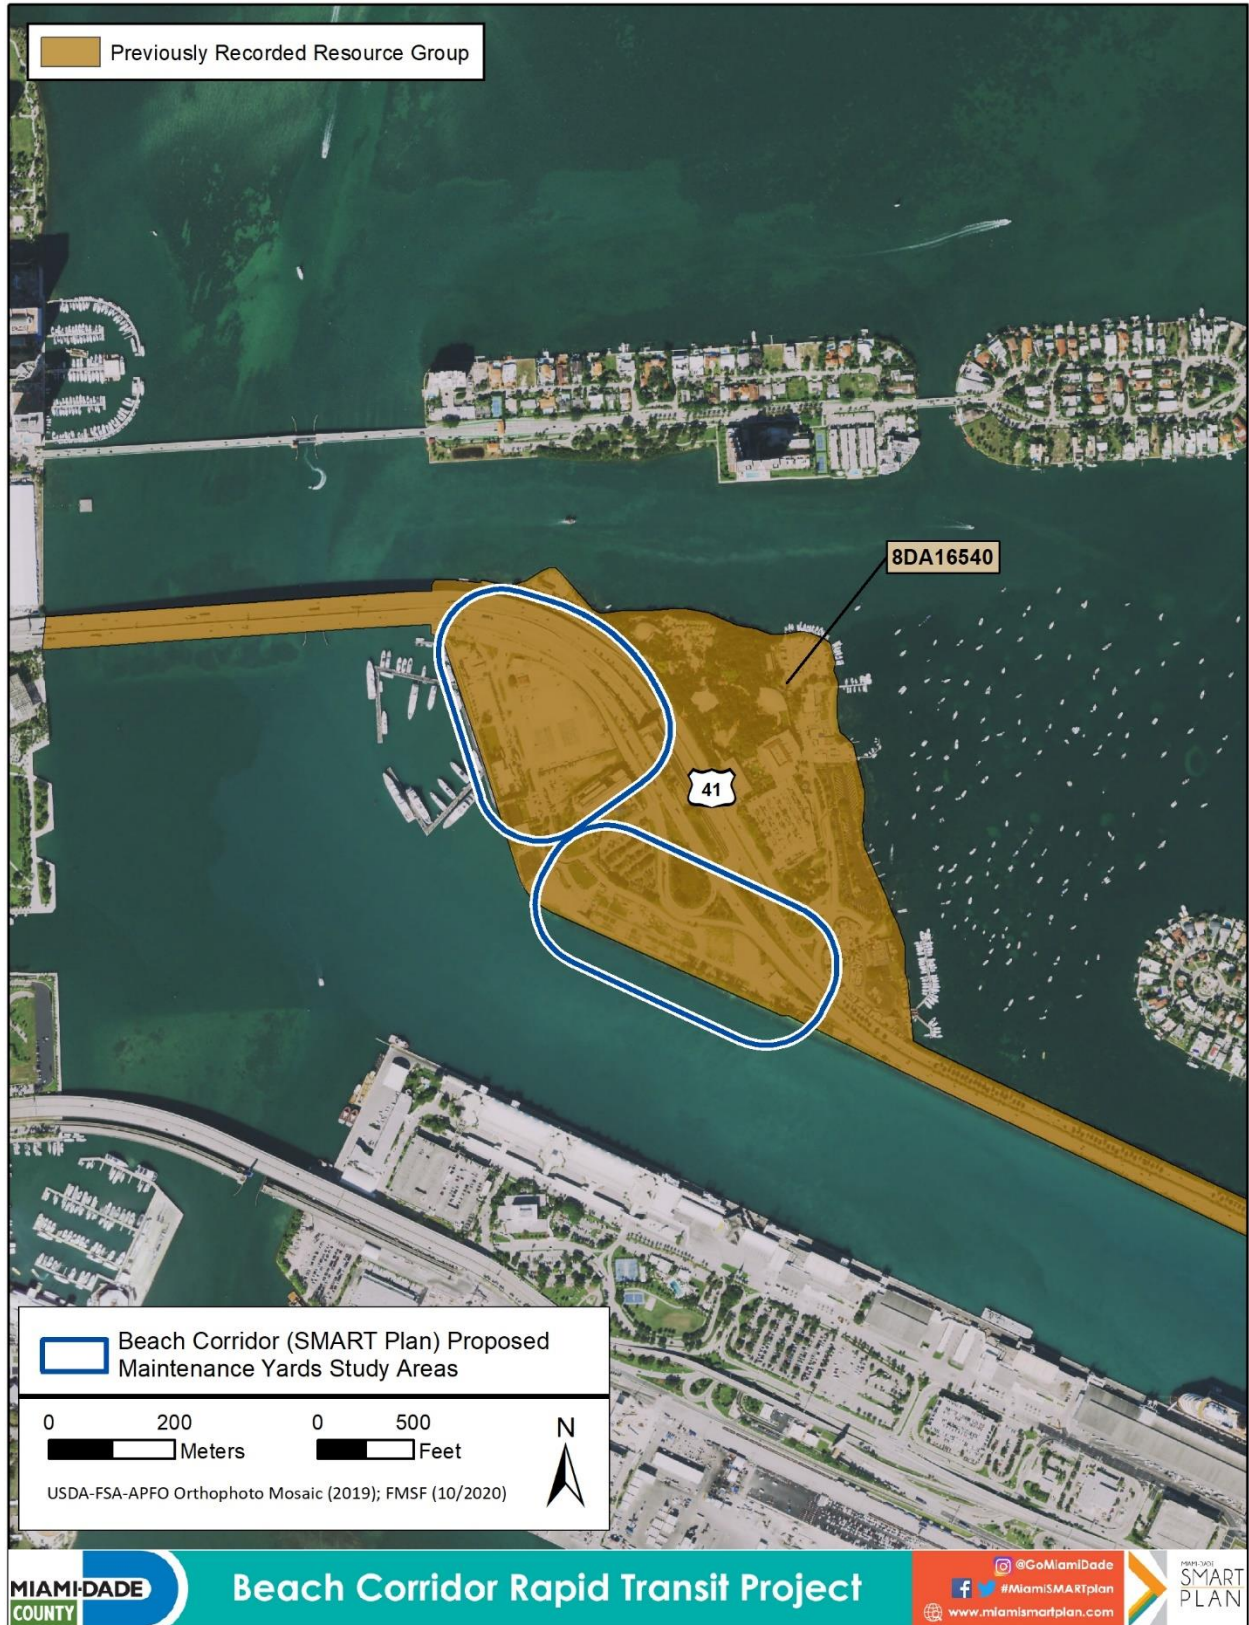 Previously Recorded Resource Group
8DA16540
41
Beach Corridor (SMART Plan) Proposed
Maintenance Yards Study Areas
0 200 0 500
Meters Feet
N
USDA-FSA-APFO Orthophoto Mosaic (2019); FMSF (10/2020)
MIAMI-DADE
COUNTY
Beach Corridor Rapid Transit Project
@GoMiamiDade
#MiamiSMARTplan
www.miamismartplan.com
MIAMI-DADE
SMART
PLAN